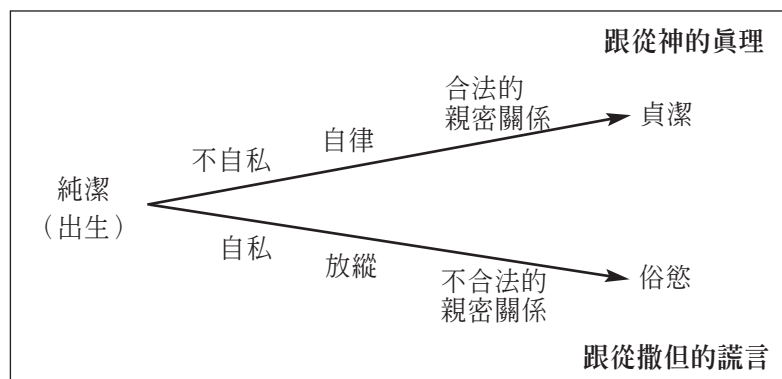 跟從神的眞理
合法的
親密關係
貞潔
自律
不自私
純潔
（出生）
自私
放縱
不合法的
親密關係
俗慾
跟從撒但的謊言